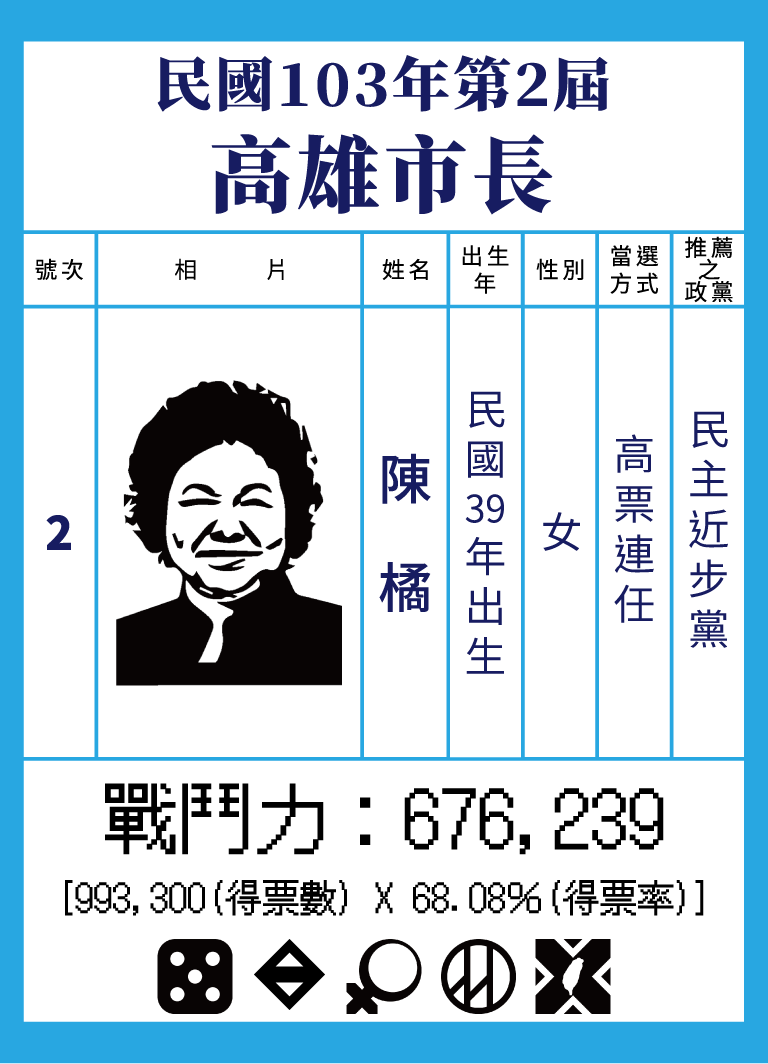 民國103年第2屆
高雄市長
號次
相片
姓名
出生
年
性別
當選
方式
推薦
之
政黨
2
陳橘
民國39年出生
女
高票連任
民主近步黨
戰鬥力：676,239
[993,300(得票數) X 68.08%(得票率)]